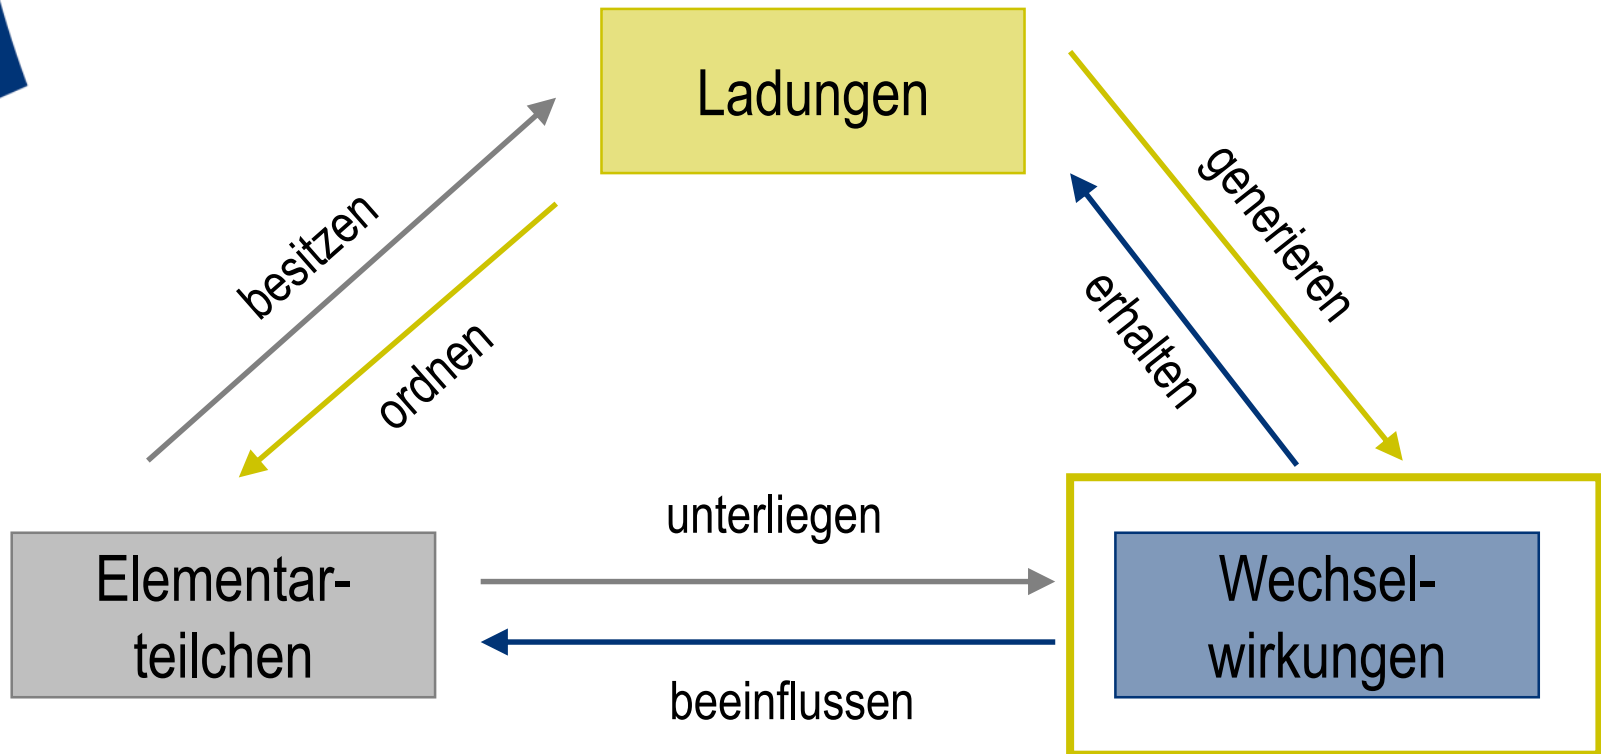 Ladungen
besitzen
ordnen
generieren
erhalten
unterliegen
Elementar-
teilchen
Wechsel-
wirkungen
beeinflussen